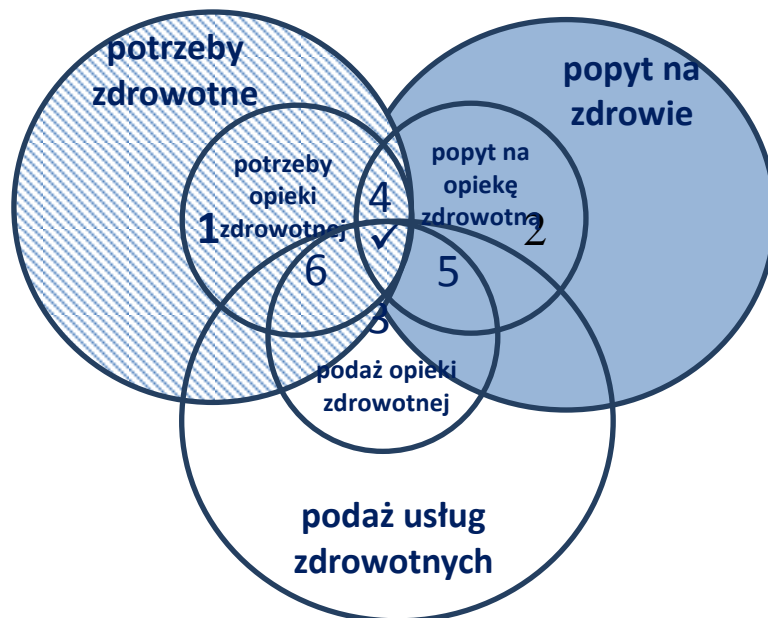 potrzeby
zdrowotne
popyt na
zdrowie
potrzeby
opieki
zdrowotnej
popyt na
opiekę
zdrowotną
4
1
✓
2
6
5
3
podaż opieki
zdrowotnej
podaż usług
zdrowotnych